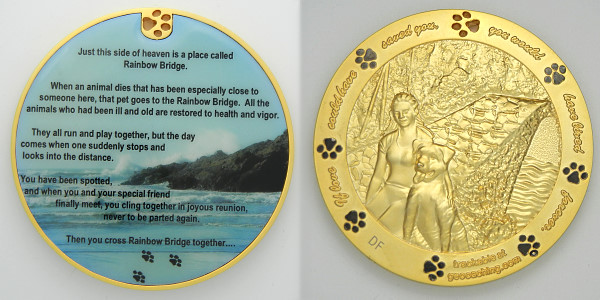 Just this side of heaven is a place called
Rainbow Bridge.
When an animal dies that has been especially close to
someone here, that pet goes to the Rainbow Bridge. All the
animals who had been ill and old are restored to health and vigor.
They all run and play together, but the day
comes when one suddenly stops and
looks into the distance.
You have been spotted,
and when you and your special friend
finally meet, you cling together in joyous reunion,
never to be parted again.
Then you cross Rainbow Bridge together....
If love could have saved you, you would have lived forever.
DF
trackable at
geocaching.com